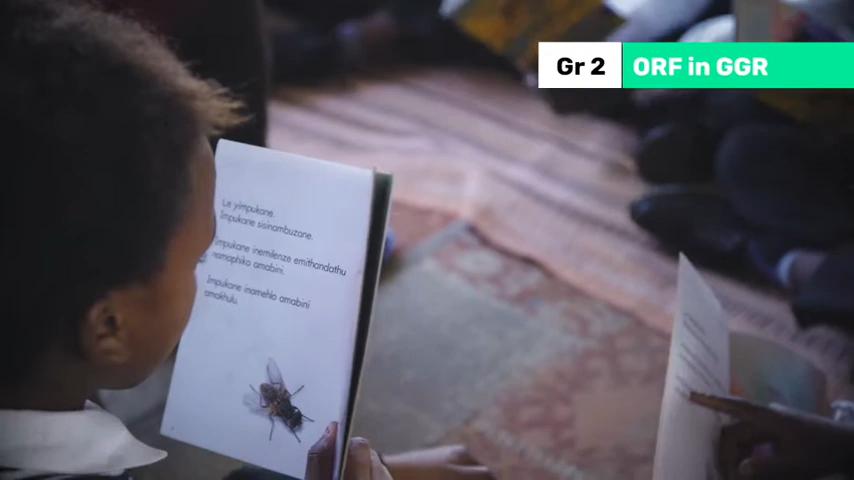 Gr 2 ORF in GGR
Le yimpukane.
Impukane sisinambuzane.
Impukane inemilenze emithandathu
namaphiko amabini.
Impukane inamehlo amabini
amakhulu.